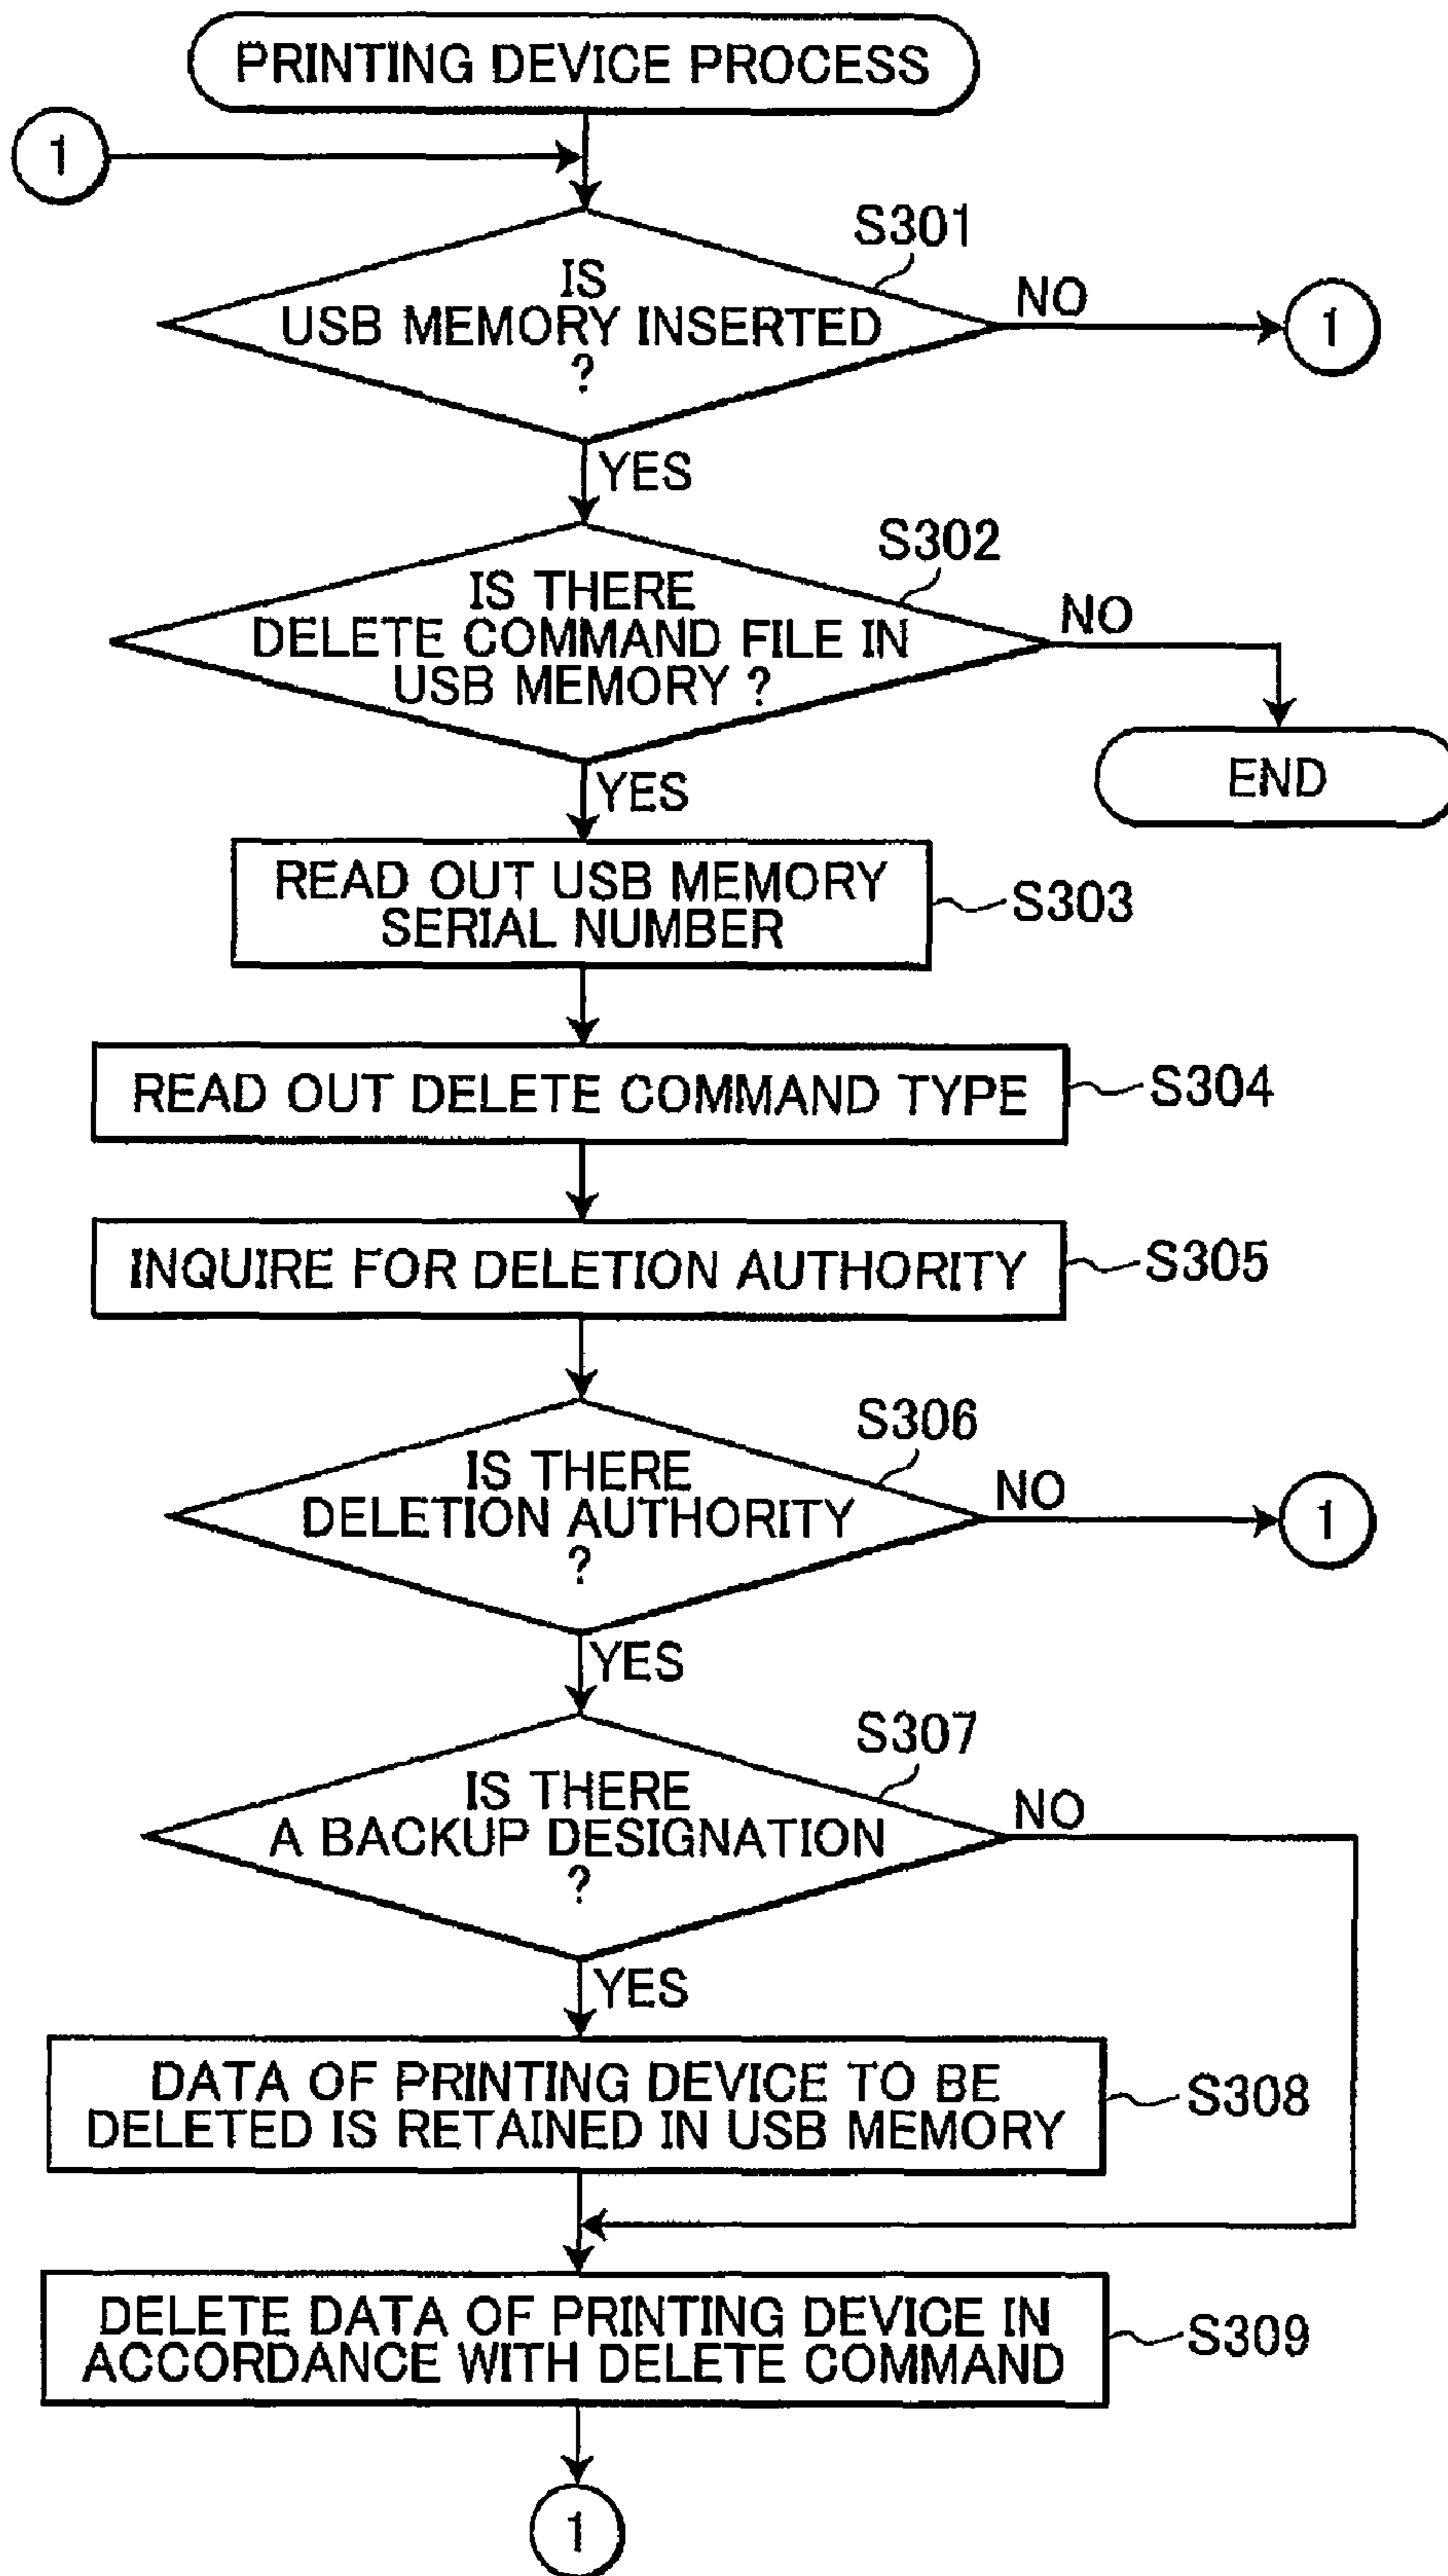 PRINTING DEVICE PROCESS
1
S301
IS
USB MEMORY INSERTED
?
NO
1
YES
S302
IS THERE
DELETE COMMAND FILE IN
USB MEMORY ?
NO
END
YES
READ OUT USB MEMORY
SERIAL NUMBER
S303
READ OUT DELETE COMMAND TYPE
S304
INQUIRE FOR DELETION AUTHORITY
S305
S306
IS THERE
DELETION AUTHORITY
?
NO
1
YES
S307
IS THERE
A BACKUP DESIGNATION
?
NO
YES
DATA OF PRINTING DEVICE TO BE
DELETED IS RETAINED IN USB MEMORY
S308
DELETE DATA OF PRINTING DEVICE IN
ACCORDANCE WITH DELETE COMMAND
S309
1